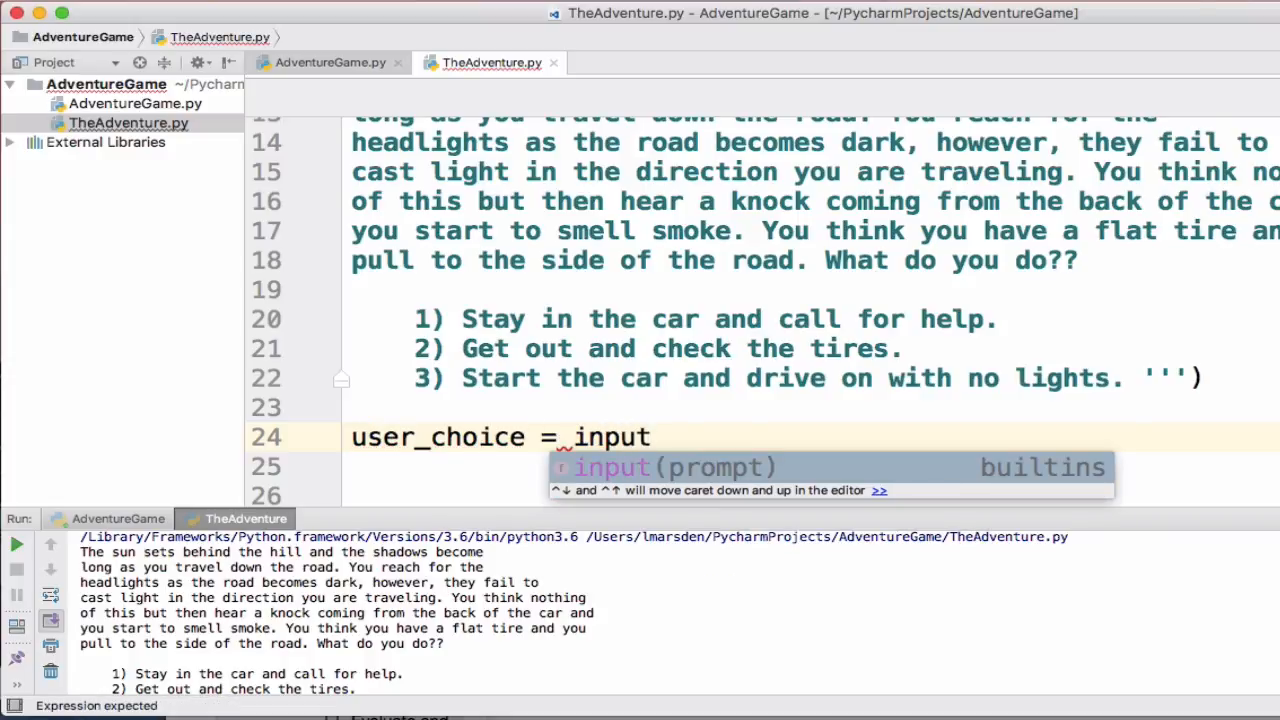 TheAdventure.py - AdventureGame - [~/PycharmProjects/AdventureGame]
AdventureGame TheAdventure.py
Project AdventureGame.py TheAdventure.py
AdventureGame ~/Pycharm
AdventureGame.py
TheAdventure.py
External Libraries
13 long as you travel down the road. You reach for the
14 headlights as the road becomes dark, however, they fail to
15 cast light in the direction you are traveling. You think no
16 of this but then hear a knock coming from the back of the c
17 you start to smell smoke. You think you have a flat tire an
18 pull to the side of the road. What do you do??
19
20 1) Stay in the car and call for help.
21 2) Get out and check the tires.
22 3) Start the car and drive on with no lights. ''')
23
24 user_choice = input
25 input(prompt) builtins
^↓ and ^↑ will move caret down and up in the editor >>
26
Run: AdventureGame TheAdventure
/Library/Frameworks/Python.framework/Versions/3.6/bin/python3.6 /Users/lmarsden/PycharmProjects/AdventureGame/TheAdventure.py
The sun sets behind the hill and the shadows become
long as you travel down the road. You reach for the
headlights as the road becomes dark, however, they fail to
cast light in the direction you are traveling. You think nothing
of this but then hear a knock coming from the back of the car and
you start to smell smoke. You think you have a flat tire and you
pull to the side of the road. What do you do??
1) Stay in the car and call for help.
2) Get out and check the tires.
Expression expected